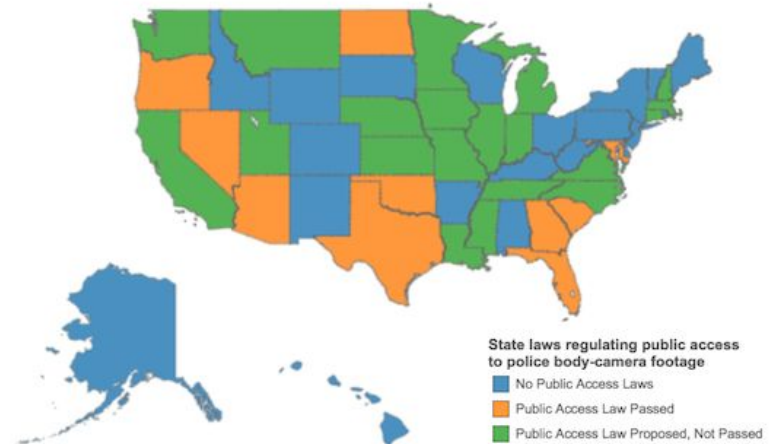 State laws regulating public access
to police body-camera footage
No Public Access Laws
Public Access Law Passed
Public Access Law Proposed, Not Passed